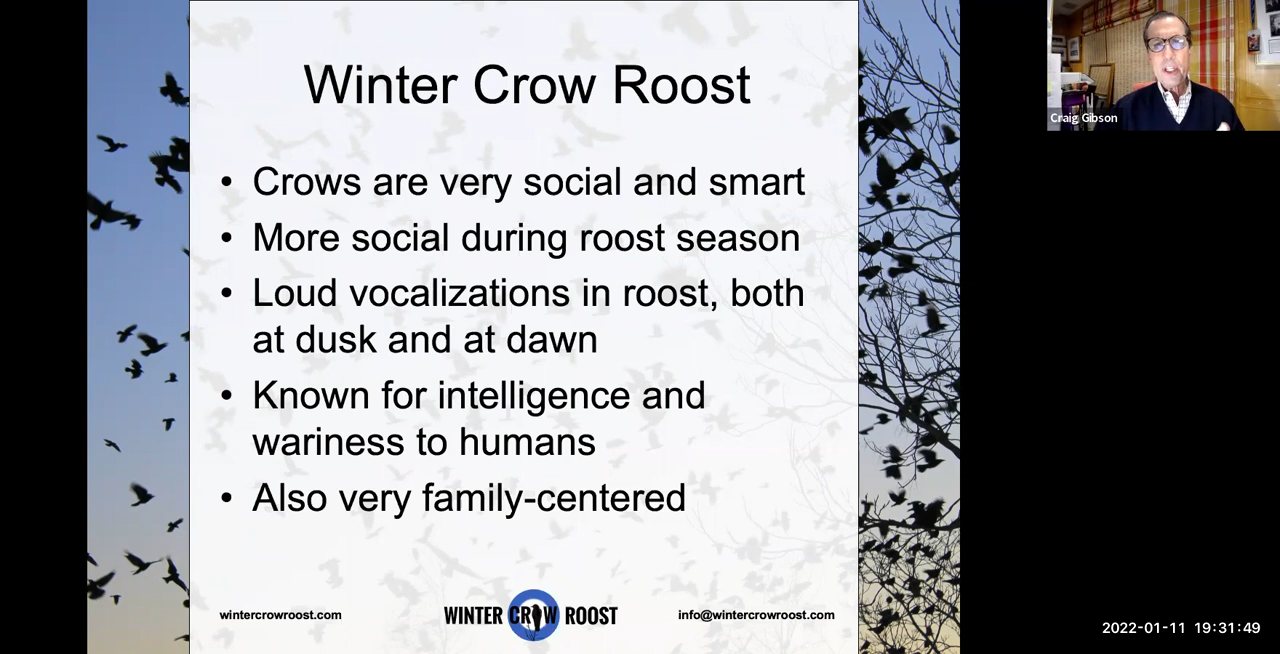 Winter Crow Roost
• Crows are very social and smart
• More social during roost season
• Loud vocalizations in roost, both
at dusk and at dawn
• Known for intelligence and
wariness to humans
• Also very family-centered
wintercrowroost.com
WINTER CROW ROOST
info@wintercrowroost.com
Craig Gibson
2022-01-11 19:31:49